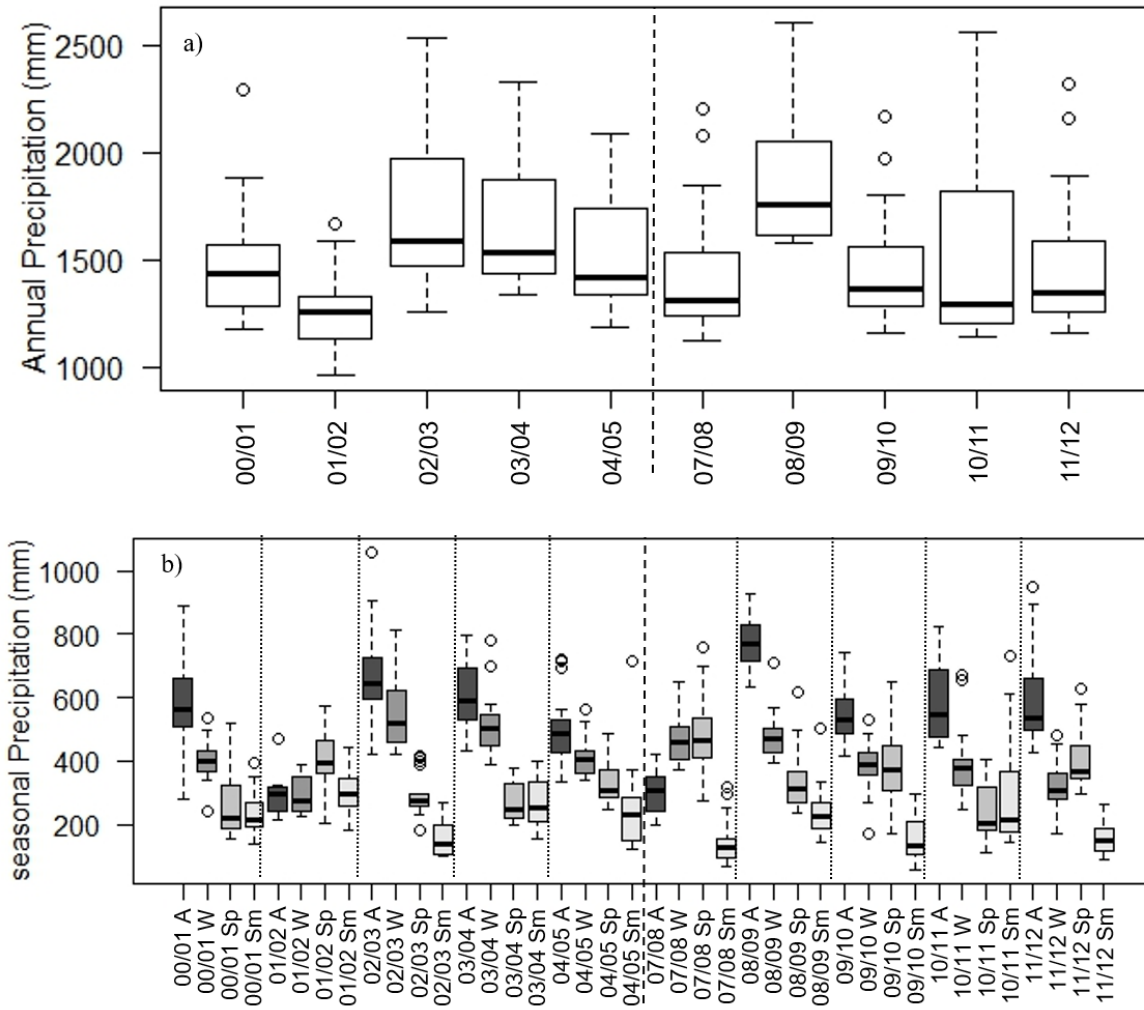 Annual Precipitation (mm)
a)
2500
2000
1500
1000
00/01
01/02
02/03
03/04
04/05
07/08
08/09
09/10
10/11
11/12
seasonal Precipitation (mm)
b)
1000
800
600
400
200
00/01 A
00/01 W
00/01 Sp
00/01 Sm
01/02 A
01/02 W
01/02 Sp
01/02 Sm
02/03 A
02/03 W
02/03 Sp
02/03 Sm
03/04 A
03/04 W
03/04 Sp
03/04 Sm
04/05 A
04/05 W
04/05 Sp
04/05 Sm
07/08 A
07/08 W
07/08 Sp
07/08 Sm
08/09 A
08/09 W
08/09 Sp
08/09 Sm
09/10 A
09/10 W
09/10 Sp
09/10 Sm
10/11 A
10/11 W
10/11 Sp
10/11 Sm
11/12 A
11/12 W
11/12 Sp
11/12 Sm